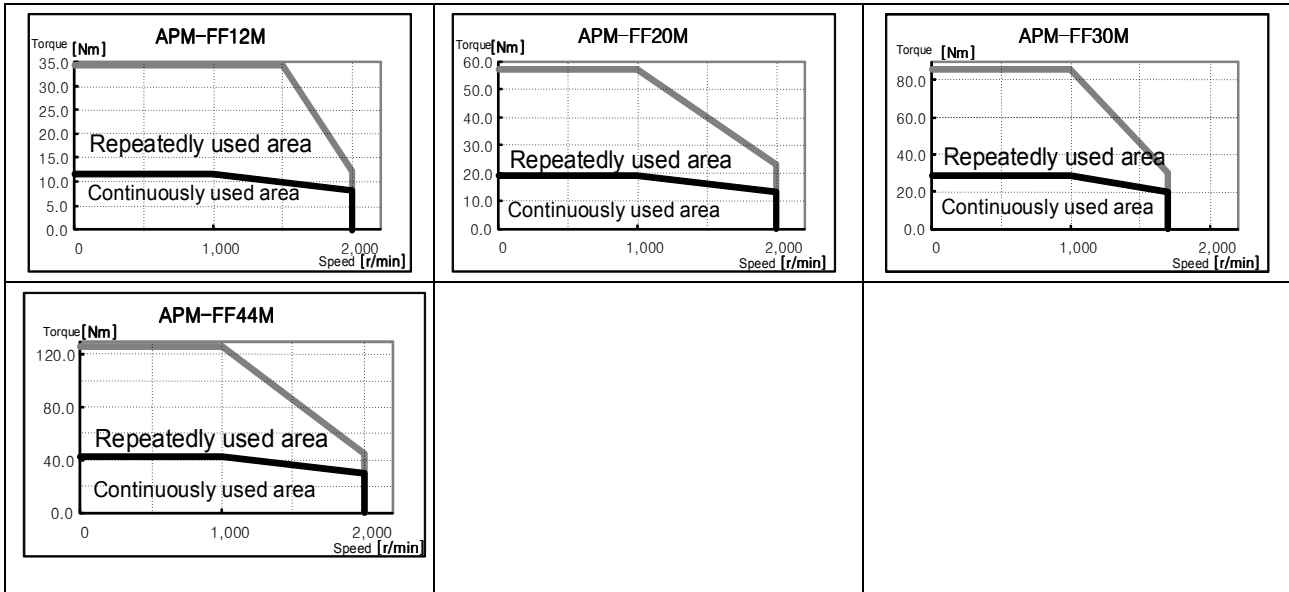 APM-FF12M
Torque [Nm]
35.0
30.0
25.0
20.0
15.0
10.0
5.0
0.0
Repeatedly used area
Continuously used area
0 1,000 2,000
Speed [r/min]
APM-FF20M
Torque[Nm]
60.0
50.0
40.0
30.0
20.0
10.0
0.0
Repeatedly used area
Continuously used area
0 1,000 2,000
Speed [r/min]
APM-FF30M
Torque [Nm]
80.0
60.0
40.0
20.0
0.0
Repeatedly used area
Continuously used area
0 1,000 2,000
Speed [r/min]
APM-FF44M
Torque[Nm]
120.0
80.0
40.0
0.0
Repeatedly used area
Continuously used area
0 1,000 2,000
Speed [r/min]